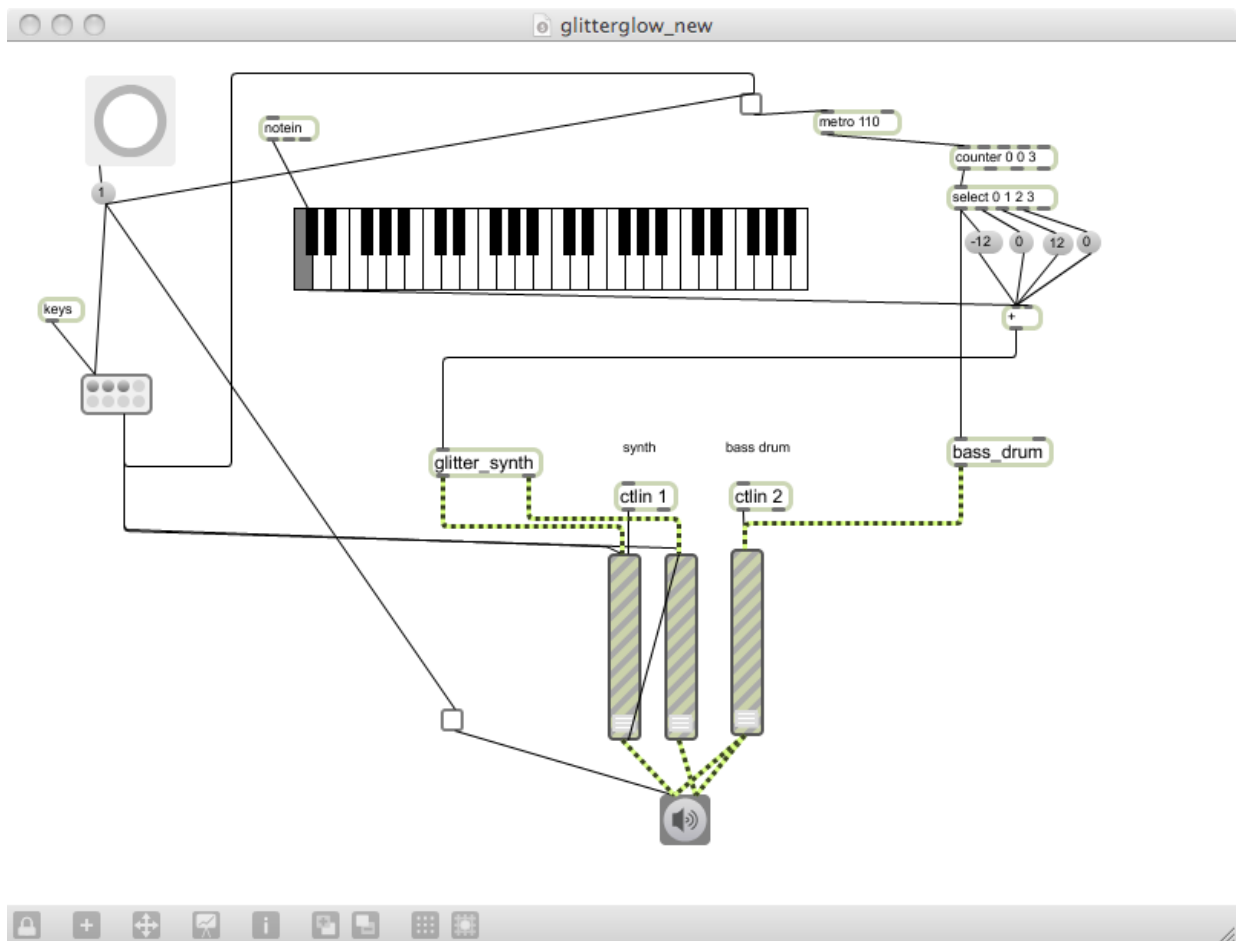 glitterglow_new
notein
metro 110
counter 0 0 3
1
select 0 1 2 3
-12
0
12
0
keys
+
synth
bass drum
glitter_synth
bass_drum
ctlin 1
ctlin 2